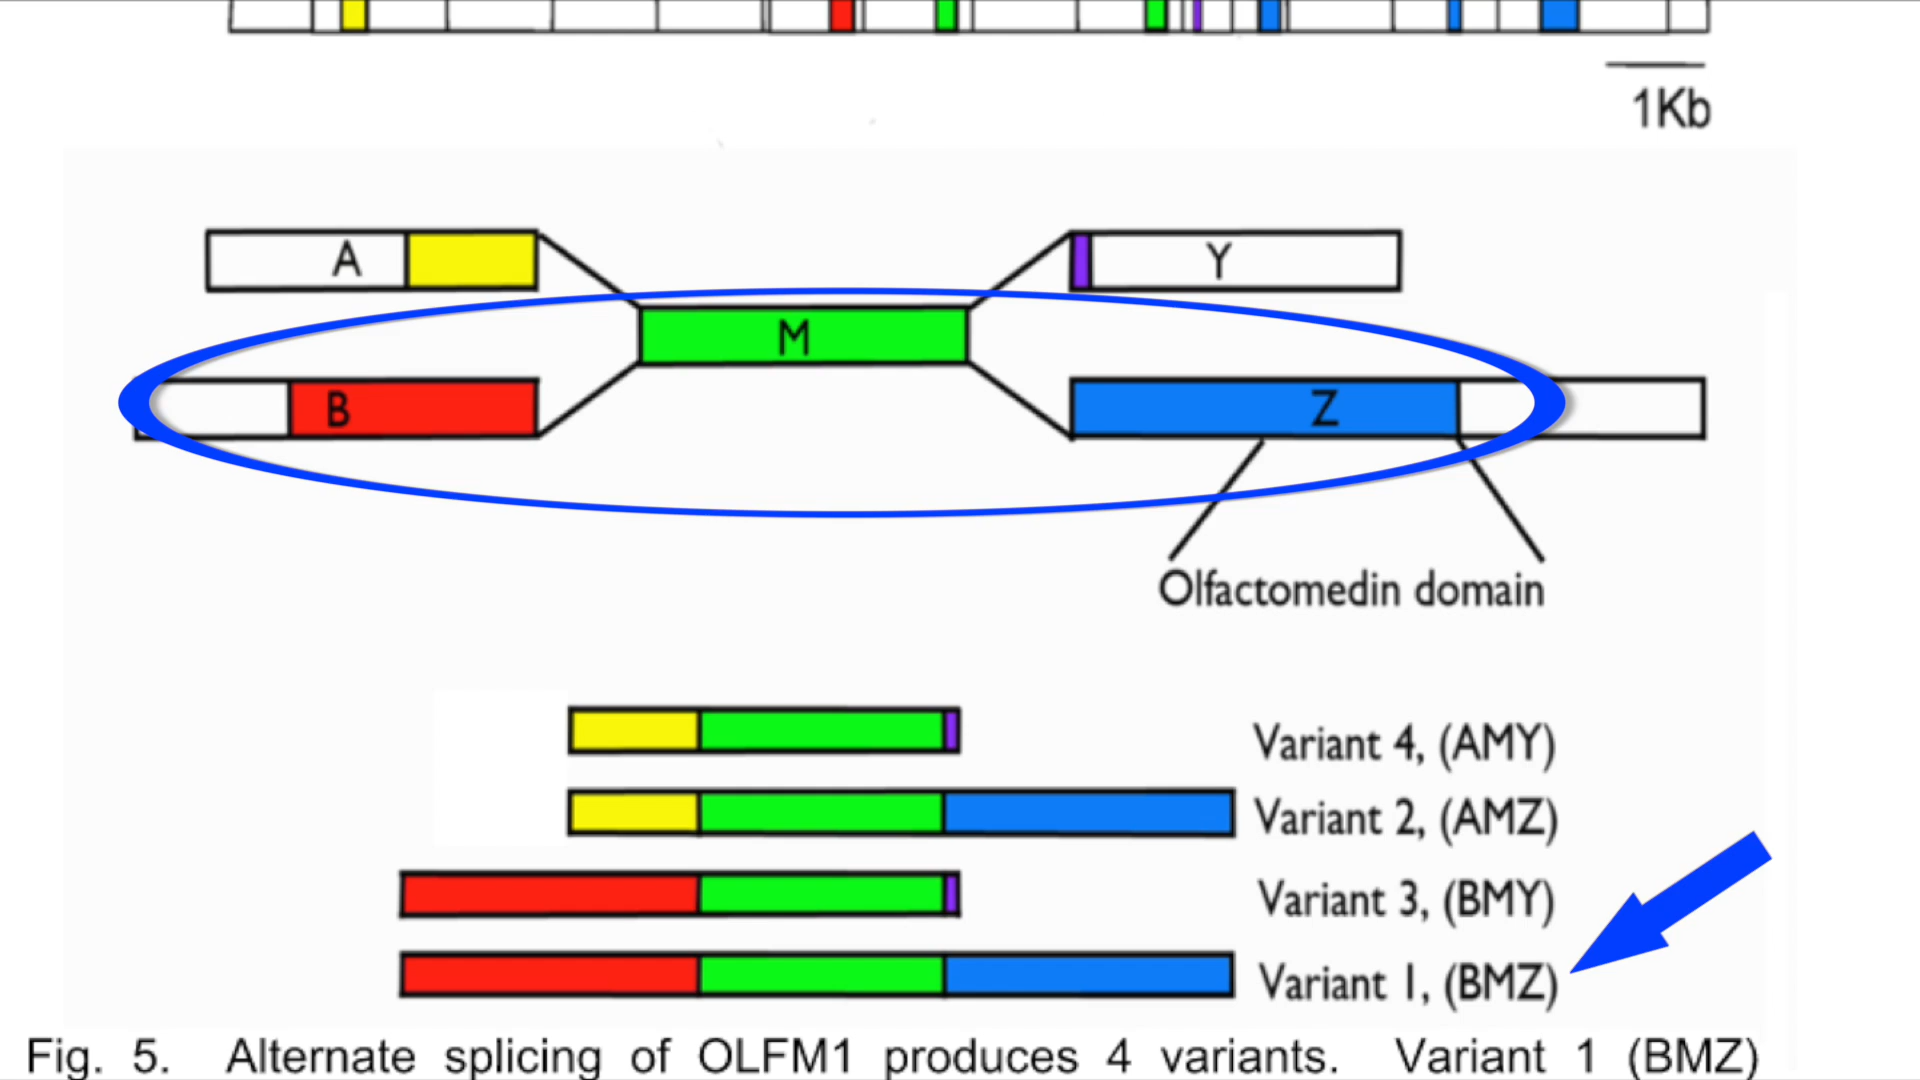 1Kb
A
Y
M
B
Z
Olfactomedin domain
Variant 4, (AMY)
Variant 2, (AMZ)
Variant 3, (BMY)
Variant 1, (BMZ)
Fig. 5. Alternate splicing of OLFM1 produces 4 variants. Variant 1 (BMZ)